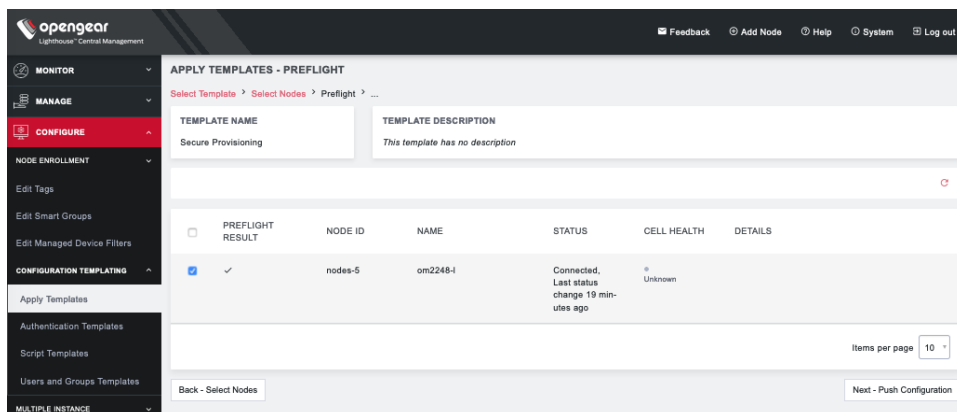 opengear
Lighthouse™ Central Management
Feedback
Add Node
Help
System
Log out
MONITOR
MANAGE
CONFIGURE
NODE ENROLLMENT
Edit Tags
Edit Smart Groups
Edit Managed Device Filters
CONFIGURATION TEMPLATING
Apply Templates
Authentication Templates
Script Templates
Users and Groups Templates
MULTIPLE INSTANCE
APPLY TEMPLATES - PREFLIGHT
Select Template > Select Nodes > Preflight > ...
TEMPLATE NAME
Secure Provisioning
TEMPLATE DESCRIPTION
This template has no description
PREFLIGHT
RESULT
NODE ID
NAME
STATUS
CELL HEALTH
DETAILS
nodes-5
om2248-l
Connected,
Last status
change 19 min-
utes ago
Unknown
Items per page 10
Back - Select Nodes
Next - Push Configuration